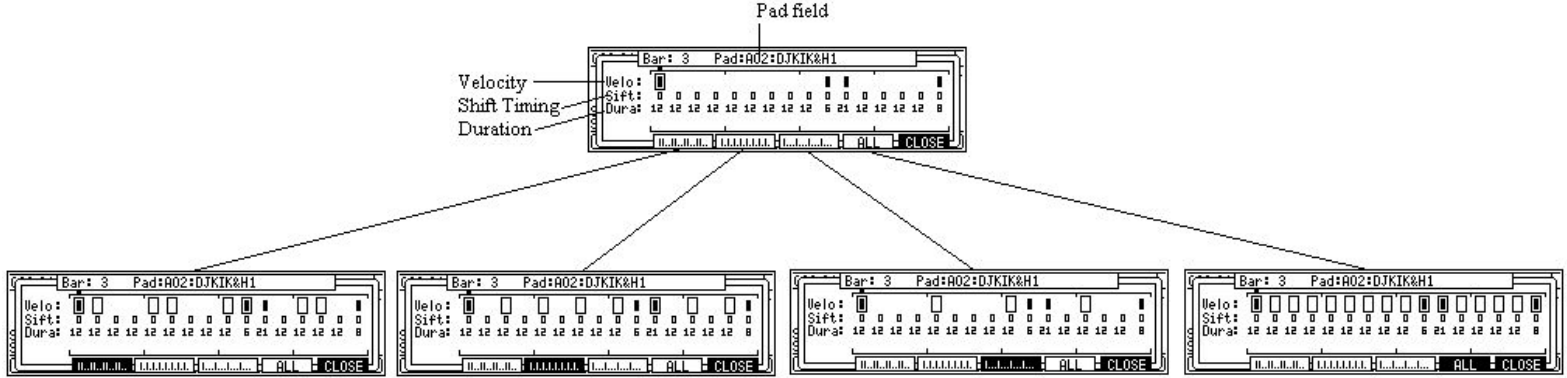 Pad field
Bar: 3 Pad:A02:DJKIK&H1
Velocity
Velo:
Shift Timing
Sift: 0 0 0 0 0 0 0 0 0 0 0 0 0 0 0 0
Duration
Dura: 12 12 12 12 12 12 12 12 12 6 21 12 12 12 12 8
ALL CLOSE
Bar: 3 Pad:A02:DJKIK&H1
Velo:
Sift: 0 0 0 0 0 0 0 0 0 0 0 0 0 0 0 0
Dura: 12 12 12 12 12 12 12 12 12 6 21 12 12 12 12 8
ALL CLOSE
Bar: 3 Pad:A02:DJKIK&H1
Velo:
Sift: 0 0 0 0 0 0 0 0 0 0 0 0 0 0 0 0
Dura: 12 12 12 12 12 12 12 12 12 6 21 12 12 12 12 8
ALL CLOSE
Bar: 3 Pad:A02:DJKIK&H1
Velo:
Sift: 0 0 0 0 0 0 0 0 0 0 0 0 0 0 0 0
Dura: 12 12 12 12 12 12 12 12 12 6 21 12 12 12 12 8
ALL CLOSE
Bar: 3 Pad:A02:DJKIK&H1
Velo:
Sift: 0 0 0 0 0 0 0 0 0 0 0 0 0 0 0 0
Dura: 12 12 12 12 12 12 12 12 12 6 21 12 12 12 12 8
ALL CLOSE